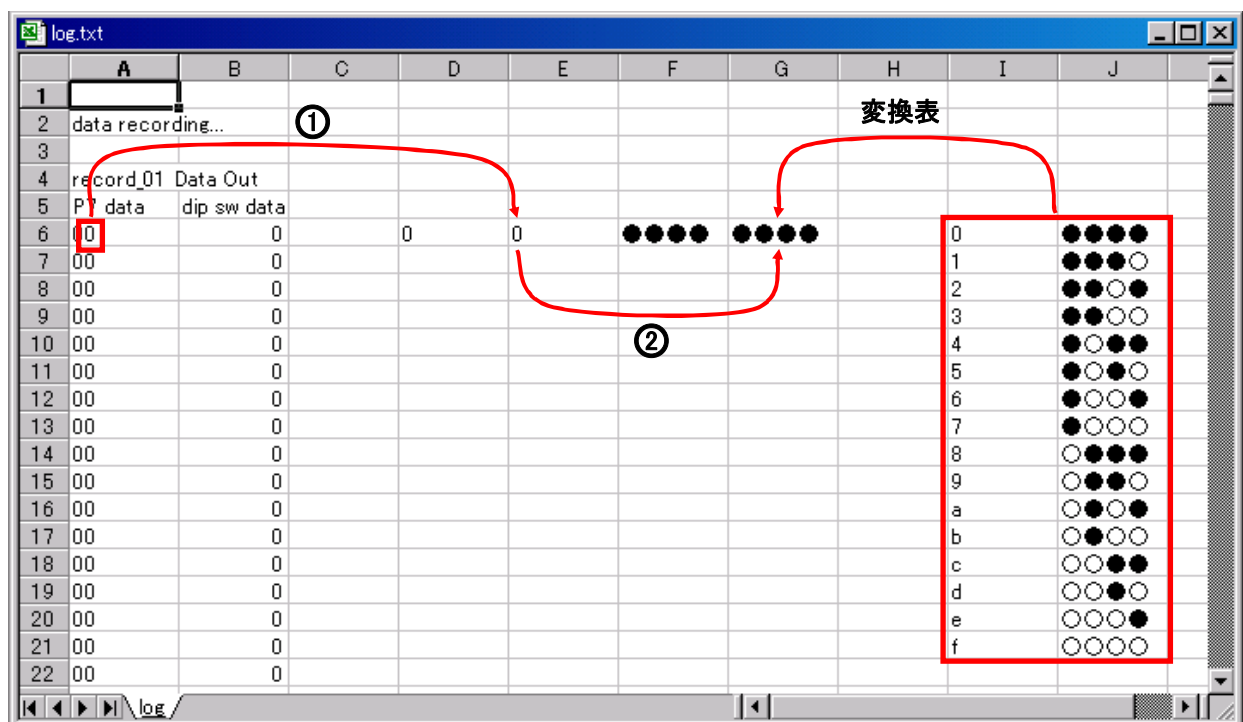 log.txt
A B C D E F G H I J
1 変換表
2 data recording... ①
3
4 record_01 Data Out
5 P7 data dip sw data
6 00 0 0 0 ●●●● ●●●● 0 ●●●●
7 00 0 1 ●●●○
8 00 0 2 ●●○●
9 00 0 3 ●●○○
10 00 0 ② 4 ●○●●
11 00 0 5 ●○●○
12 00 0 6 ●○○●
13 00 0 7 ●○○○
14 00 0 8 ○●●●
15 00 0 9 ○●●○
16 00 0 a ○●○●
17 00 0 b ○●○○
18 00 0 c ○○●●
19 00 0 d ○○●○
20 00 0 e ○○○●
21 00 0 f ○○○○
22 00 0
log